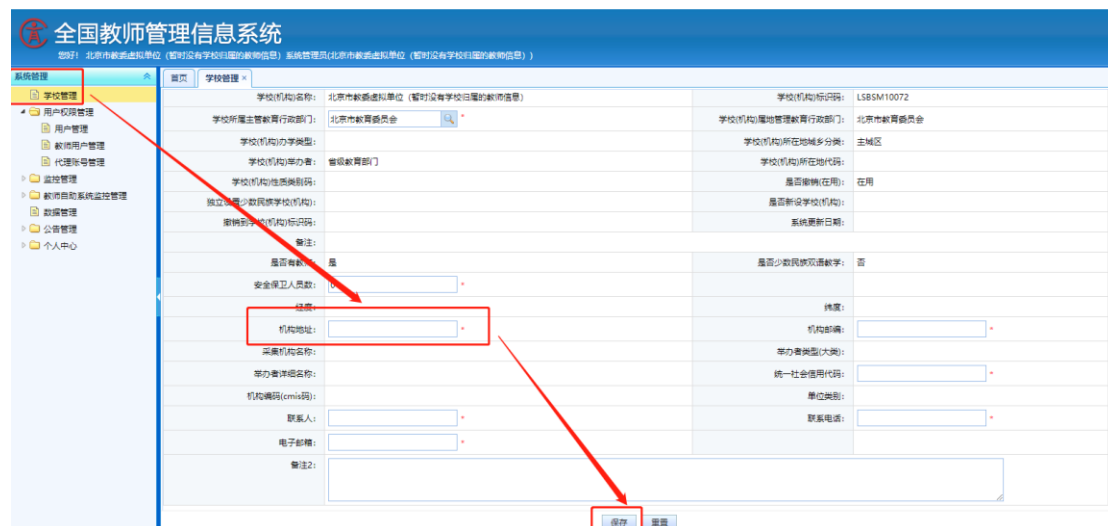 全国教师管理信息系统
您好! 北京市教委虚拟单位（暂时没有学校归属的教师信息）系统管理员(北京市教委虚拟单位（暂时没有学校归属的教师信息）)
系统管理
首页 学校管理 ×
学校管理
用户权限管理
用户管理
教师用户管理
代理账号管理
监控管理
教师自助系统监控管理
数据管理
公告管理
个人中心
学校(机构)名称: 北京市教委虚拟单位（暂时没有学校归属的教师信息） 学校(机构)标识码: LSBSM10072
学校所属主管教育行政部门: 北京市教育委员会 * 学校(机构)属地管理教育行政部门: 北京市教育委员会
学校(机构)办学类型: 学校(机构)所在地城乡分类: 主城区
学校(机构)举办者: 省级教育部门 学校(机构)所在地代码:
学校(机构)性质类别码: 是否撤销(在用): 在用
独立设置少数民族学校(机构): 是否新设学校(机构):
撤销到学校(机构)标识码: 系统更新日期:
备注:
是否有教师: 是 是否少数民族双语教学: 否
安全保卫人员数: 0 *
经度: 纬度:
机构地址: * 机构邮编: *
采集机构名称: 举办者类型(大类):
举办者详细名称: 统一社会信用代码: *
机构编码(cmis码): 单位类别:
联系人: * 联系电话: *
电子邮箱: *
备注2:
保存 重置